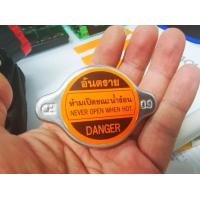 อันตราย
ห้ามเปิดขณะน้ำร้อน
NEVER OPEN WHEN HOT.
DANGER